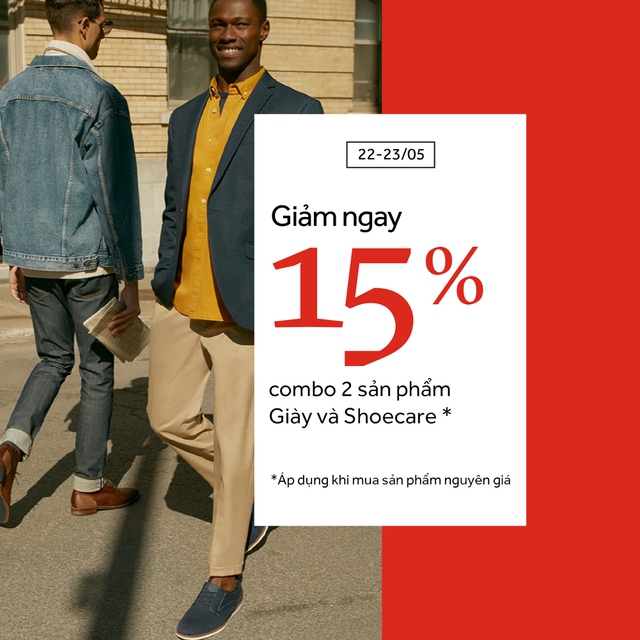 22-23/05
Giảm ngay
15%
combo 2 sản phẩm
Giày và Shoecare *
*Áp dụng khi mua sản phẩm nguyên giá